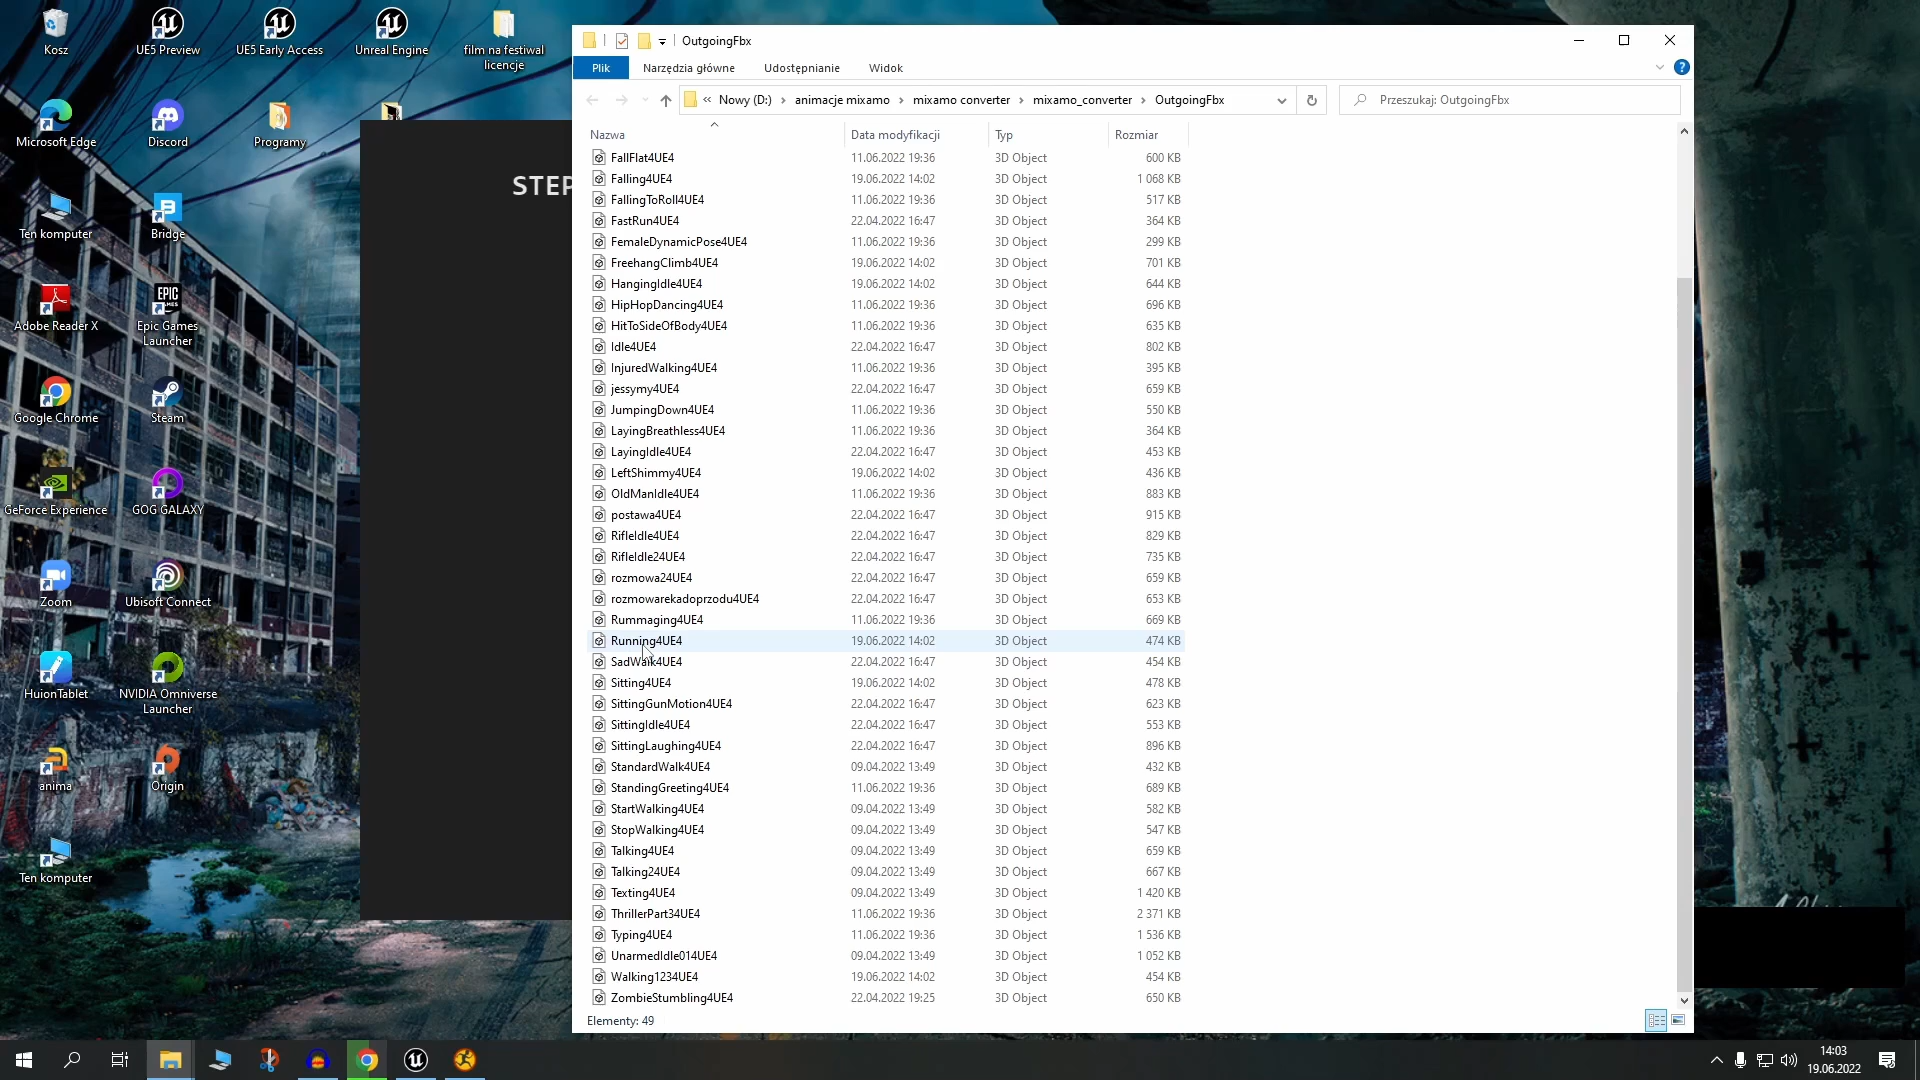 Kosz
UE5 Preview
UE5 Early Access
Unreal Engine
film na festiwal
licencje
Microsoft Edge
Discord
Programy
Ten komputer
Bridge
Adobe Reader X
EPIC
GAMES
Epic Games
Launcher
Google Chrome
Steam
GeForce Experience
GOG GALAXY
Zoom
Ubisoft Connect
HuionTablet
NVIDIA Omniverse
Launcher
anima
Origin
Ten komputer
STEP
OutgoingFbx
Plik
Narzędzia główne
Udostępnianie
Widok
« Nowy (D:) › animacje mixamo › mixamo converter › mixamo_converter › OutgoingFbx
Przeszukaj: OutgoingFbx
Nazwa Data modyfikacji Typ Rozmiar
FallFlat4UE4 11.06.2022 19:36 3D Object 600 KB
Falling4UE4 19.06.2022 14:02 3D Object 1 068 KB
FallingToRoll4UE4 11.06.2022 19:36 3D Object 517 KB
FastRun4UE4 22.04.2022 16:47 3D Object 364 KB
FemaleDynamicPose4UE4 11.06.2022 19:36 3D Object 299 KB
FreehangClimb4UE4 19.06.2022 14:02 3D Object 701 KB
HangingIdle4UE4 19.06.2022 14:02 3D Object 644 KB
HipHopDancing4UE4 11.06.2022 19:36 3D Object 696 KB
HitToSideOfBody4UE4 11.06.2022 19:36 3D Object 635 KB
Idle4UE4 22.04.2022 16:47 3D Object 802 KB
InjuredWalking4UE4 11.06.2022 19:36 3D Object 395 KB
jessymy4UE4 22.04.2022 16:47 3D Object 659 KB
JumpingDown4UE4 11.06.2022 19:36 3D Object 550 KB
LayingBreathless4UE4 11.06.2022 19:36 3D Object 364 KB
LayingIdle4UE4 22.04.2022 16:47 3D Object 453 KB
LeftShimmy4UE4 19.06.2022 14:02 3D Object 436 KB
OldManIdle4UE4 11.06.2022 19:36 3D Object 883 KB
postawa4UE4 22.04.2022 16:47 3D Object 915 KB
RifleIdle4UE4 22.04.2022 16:47 3D Object 829 KB
RifleIdle24UE4 22.04.2022 16:47 3D Object 735 KB
rozmowa24UE4 22.04.2022 16:47 3D Object 659 KB
rozmowarekadoprzodu4UE4 22.04.2022 16:47 3D Object 653 KB
Rummaging4UE4 11.06.2022 19:36 3D Object 669 KB
Running4UE4 19.06.2022 14:02 3D Object 474 KB
SadWalk4UE4 22.04.2022 16:47 3D Object 454 KB
Sitting4UE4 19.06.2022 14:02 3D Object 478 KB
SittingGunMotion4UE4 22.04.2022 16:47 3D Object 623 KB
SittingIdle4UE4 22.04.2022 16:47 3D Object 553 KB
SittingLaughing4UE4 22.04.2022 16:47 3D Object 896 KB
StandardWalk4UE4 09.04.2022 13:49 3D Object 432 KB
StandingGreeting4UE4 11.06.2022 19:36 3D Object 689 KB
StartWalking4UE4 09.04.2022 13:49 3D Object 582 KB
StopWalking4UE4 09.04.2022 13:49 3D Object 547 KB
Talking4UE4 09.04.2022 13:49 3D Object 659 KB
Talking24UE4 09.04.2022 13:49 3D Object 667 KB
Texting4UE4 09.04.2022 13:49 3D Object 1 420 KB
ThrillerPart34UE4 11.06.2022 19:36 3D Object 2 371 KB
Typing4UE4 11.06.2022 19:36 3D Object 1 536 KB
UnarmedIdle014UE4 09.04.2022 13:49 3D Object 1 052 KB
Walking1234UE4 19.06.2022 14:02 3D Object 454 KB
ZombieStumbling4UE4 22.04.2022 19:25 3D Object 650 KB
Elementy: 49
14:03
19.06.2022